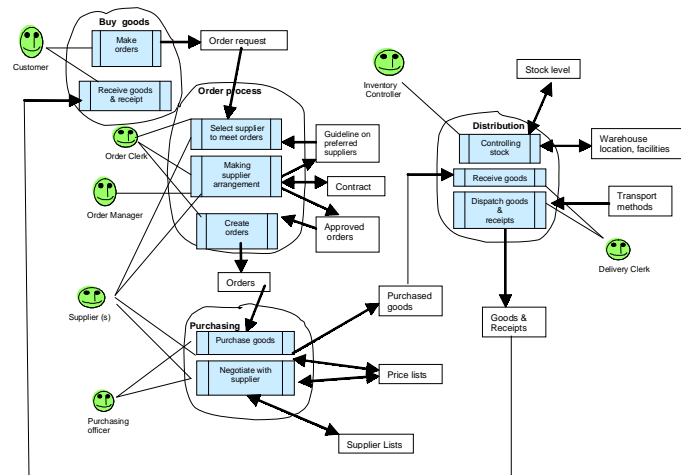 Buy goods
Make
orders
Order request
Customer
Receive goods
& receipt
Order process
Select supplier
to meet orders
Order Clerk
Guideline on
preferred
suppliers
Making
supplier
arrangement
Contract
Order Manager
Create
orders
Approved
orders
Orders
Supplier (s)
Purchasing
Purchase goods
Negotiate with
supplier
Purchased
goods
Price lists
Purchasing
officer
Supplier Lists
Inventory
Controller
Stock level
Distribution
Controlling
stock
Warehouse
location, facilities
Receive goods
Dispatch goods
&
receipts
Transport
methods
Delivery Clerk
Goods &
Receipts